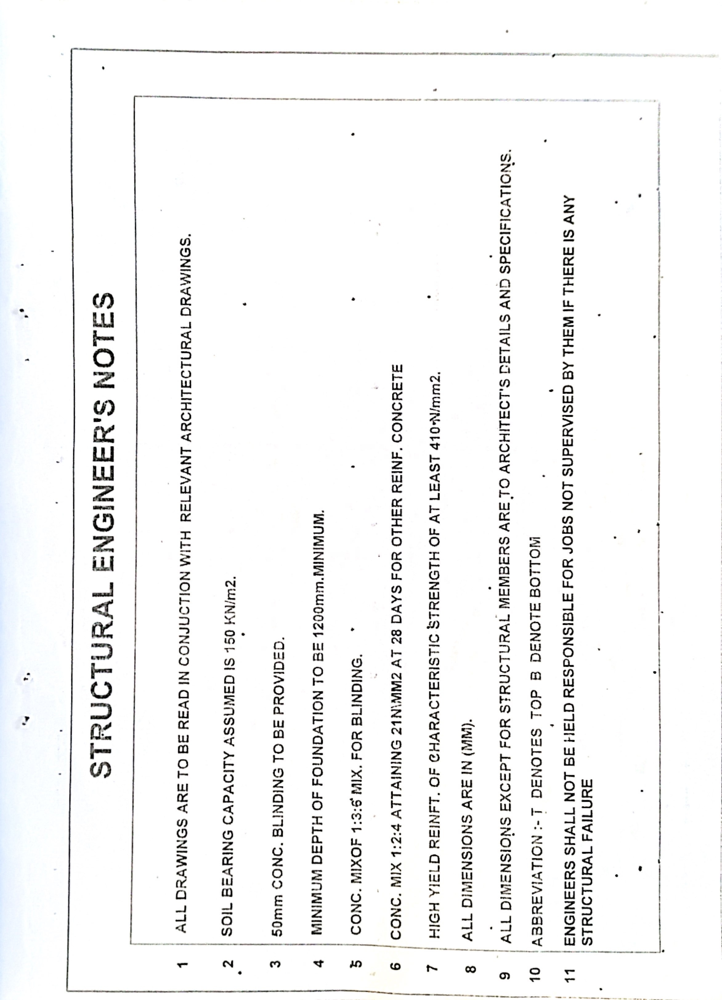 STRUCTURAL ENGINEER'S NOTES
1 ALL DRAWINGS ARE TO BE READ IN CONJUCTION WITH RELEVANT ARCHITECTURAL DRAWINGS.
2 SOIL BEARING CAPACITY ASSUMED IS 150 KN/m2.
3 50mm CONC. BLINDING TO BE PROVIDED.
4 MINIMUM DEPTH OF FOUNDATION TO BE 1200mm.MINIMUM.
5 CONC. MIXOF 1:3:6 MIX. FOR BLINDING.
6 CONC. MIX 1:2:4 ATTAINING 21N\MM2 AT 28 DAYS FOR OTHER REINF. CONCRETE
7 HIGH YIELD REINFT. OF CHARACTERISTIC STRENGTH OF AT LEAST 410 N/mm2.
8 ALL DIMENSIONS ARE IN (MM).
9 ALL DIMENSIONS EXCEPT FOR STRUCTURAL MEMBERS ARE TO ARCHITECT'S DETAILS AND SPECIFICATIONS.
10 ABBREVIATION :- T DENOTES TOP B DENOTE BOTTOM
11 ENGINEERS SHALL NOT BE HELD RESPONSIBLE FOR JOBS NOT SUPERVISED BY THEM IF THERE IS ANY
STRUCTURAL FAILURE